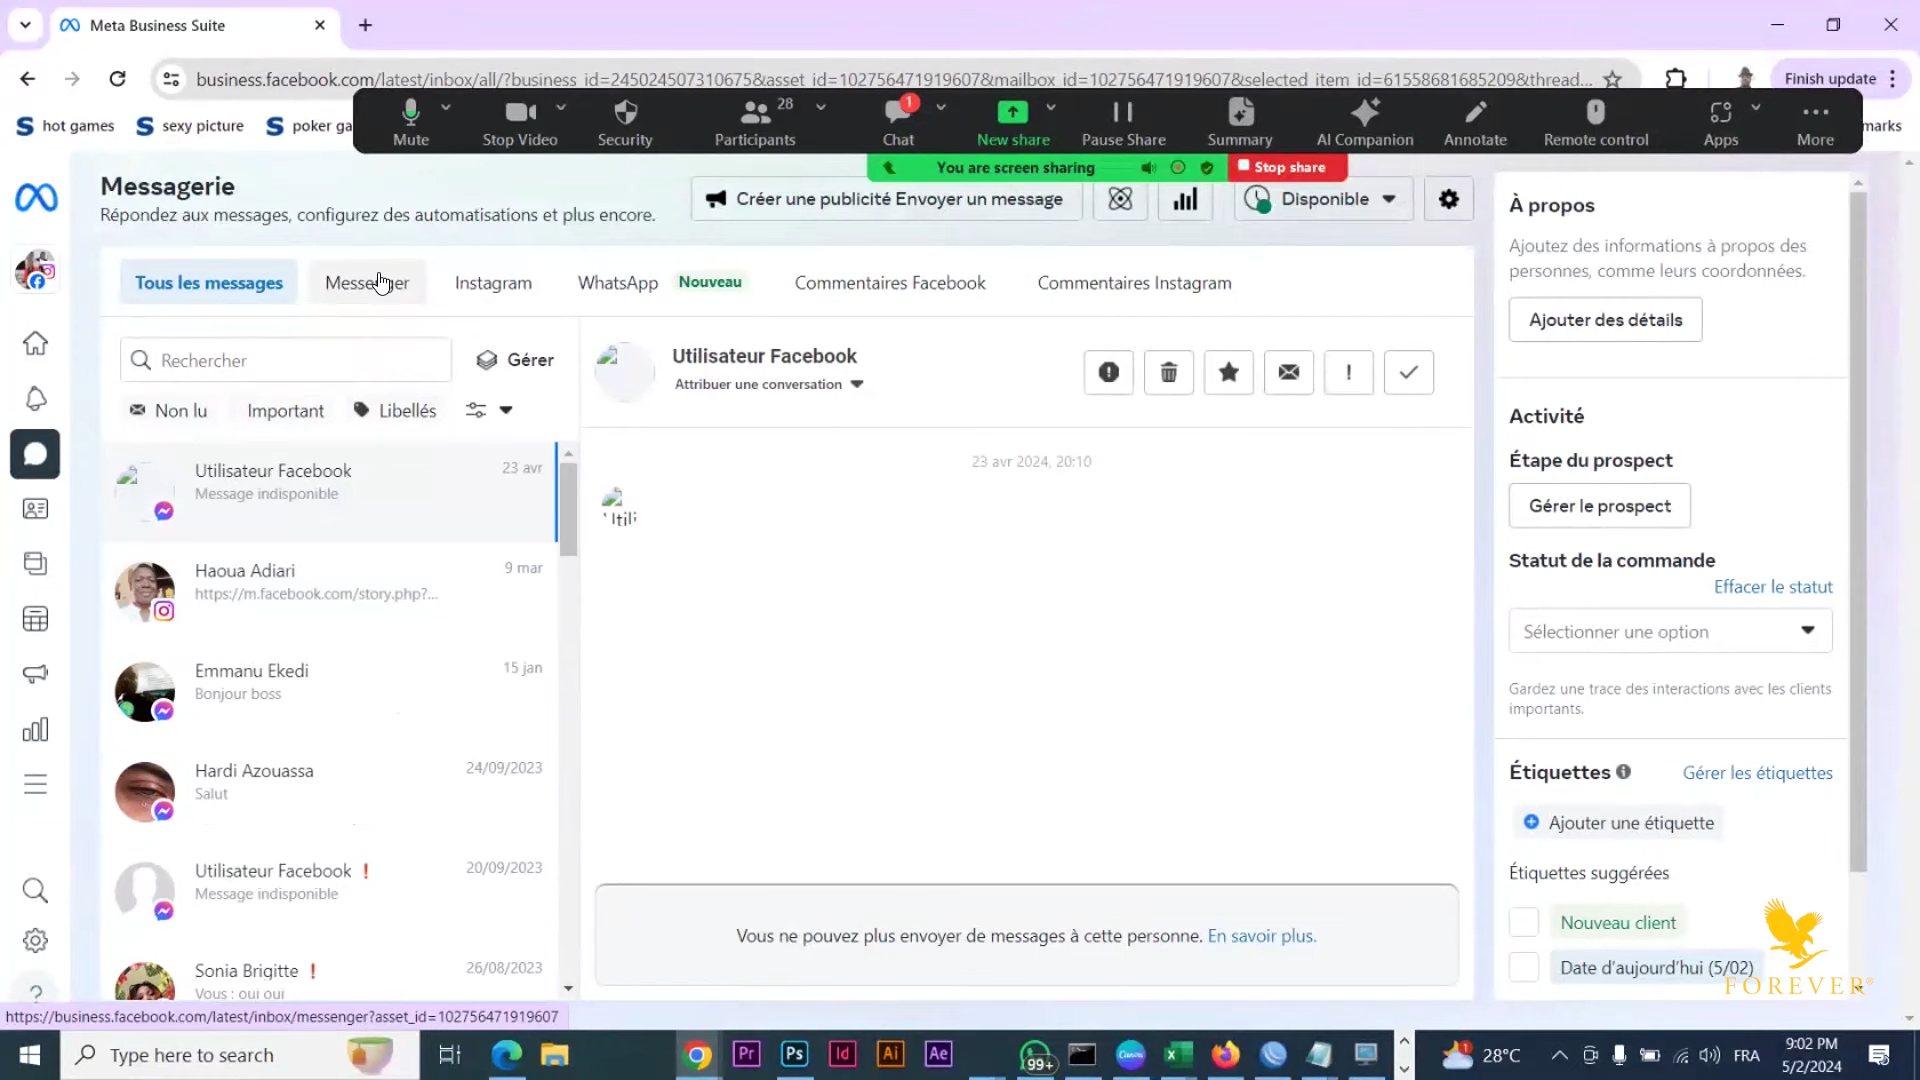 Meta Business Suite
business.facebook.com/latest/inbox/all/?business_id=245024507310675&asset_id=102756471919607&mailbox_id=102756471919607&selected_item_id=61558681685209&thread...
Finish update
hot games
sexy picture
poker ga
marks
Mute
Stop Video
Security
28
Participants
1
Chat
New share
Pause Share
Summary
AI Companion
Annotate
Remote control
Apps
More
You are screen sharing
Stop share
Messagerie
Répondez aux messages, configurez des automatisations et plus encore.
Créer une publicité Envoyer un message
Disponible
Tous les messages
Messenger
Instagram
WhatsApp Nouveau
Commentaires Facebook
Commentaires Instagram
Rechercher
Gérer
Non lu
Important
Libellés
Utilisateur Facebook
23 avr
Message indisponible
Haoua Adiari
9 mar
https://m.facebook.com/story.php?...
Emmanu Ekedi
15 jan
Bonjour boss
Hardi Azouassa
24/09/2023
Salut
Utilisateur Facebook !
20/09/2023
Message indisponible
Sonia Brigitte !
26/08/2023
Vous : oui oui
Utilisateur Facebook
Attribuer une conversation
23 avr 2024, 20:10
Utili
Vous ne pouvez plus envoyer de messages à cette personne. En savoir plus.
À propos
Ajoutez des informations à propos des
personnes, comme leurs coordonnées.
Ajouter des détails
Activité
Étape du prospect
Gérer le prospect
Statut de la commande
Effacer le statut
Sélectionner une option
Gardez une trace des interactions avec les clients
importants.
Étiquettes
Gérer les étiquettes
Ajouter une étiquette
Étiquettes suggérées
Nouveau client
Date d'aujourd'hui (5/02)
FOREVER
https://business.facebook.com/latest/inbox/messenger?asset_id=102756471919607
Type here to search
Pr
Ps
Id
Ai
Ae
99+
Canva
28°C
FRA
9:02 PM
5/2/2024